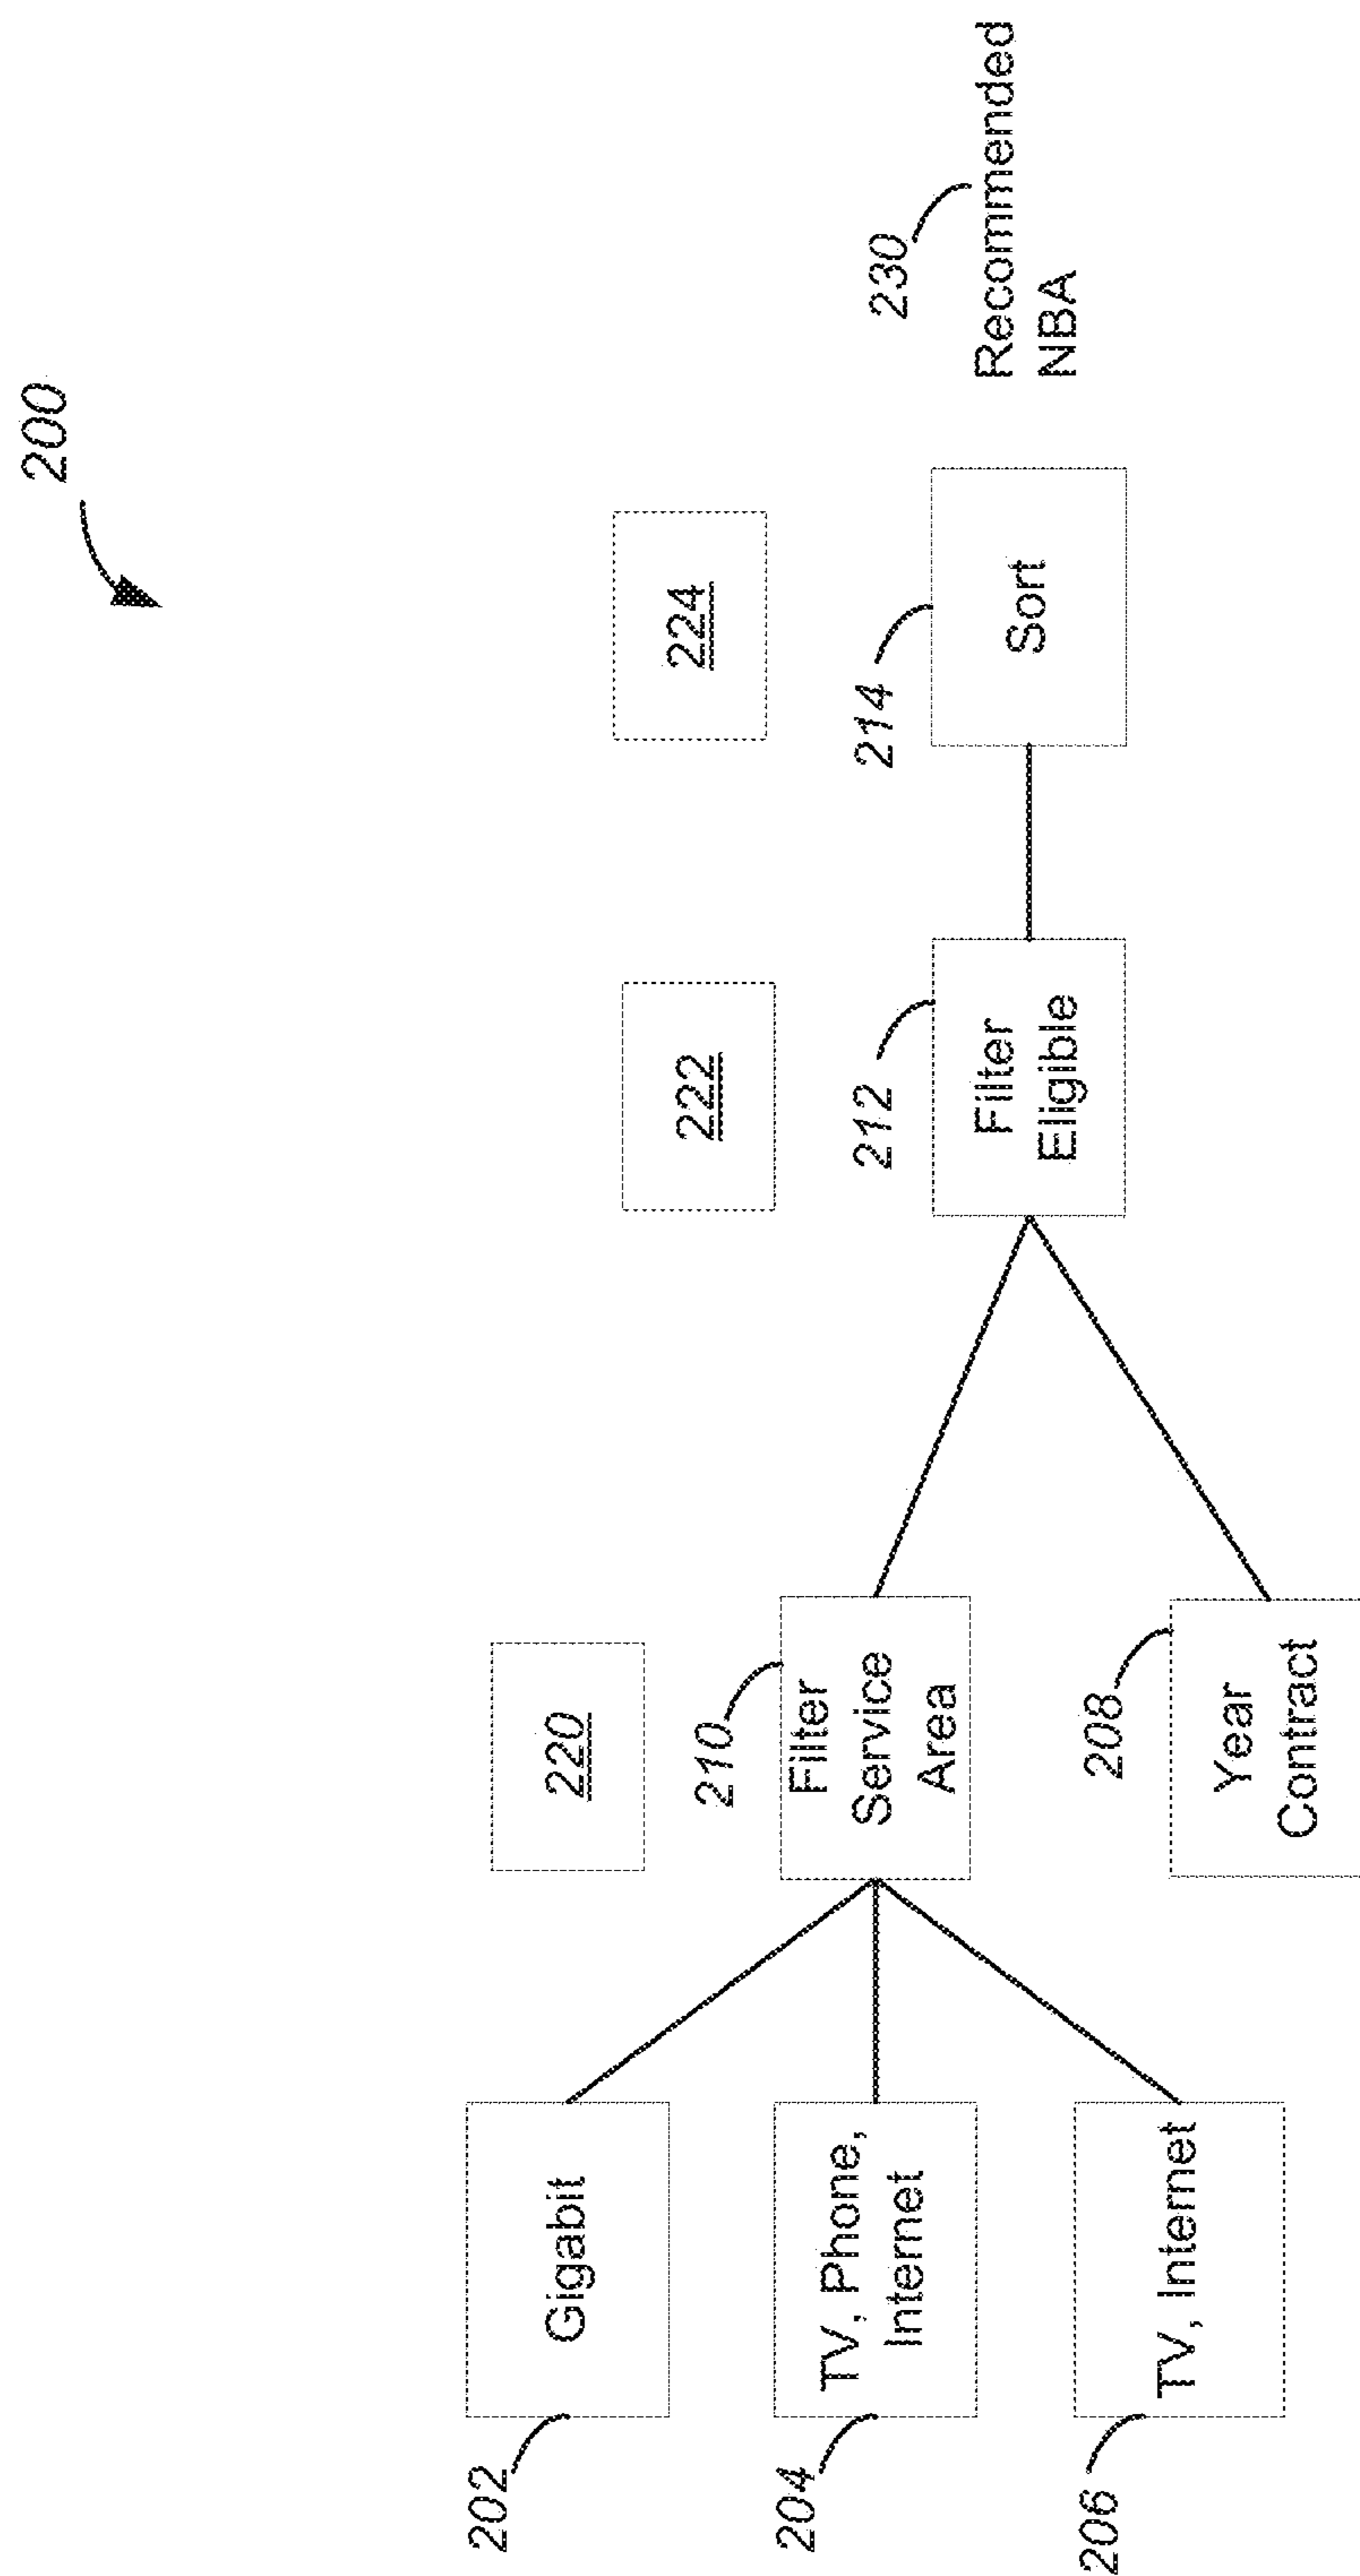 200
202
Gigabit
204
TV, Phone,
Internet
206
TV, Internet
220
210
Filter
Service
Area
208
Year
Contract
222
212
Filter
Eligible
224
214
Sort
230
Recommended
NBA